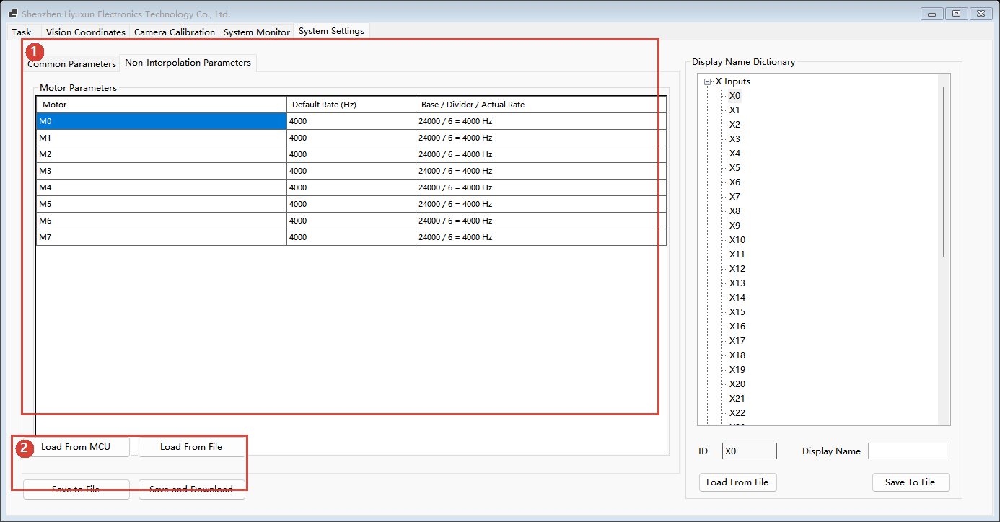 Shenzhen Liyuxun Electronics Technology Co., Ltd.
Task Vision Coordinates Camera Calibration System Monitor System Settings
1
Common Parameters Non-Interpolation Parameters
Motor Parameters
Motor Default Rate (Hz) Base / Divider / Actual Rate
M0 4000 24000 / 6 = 4000 Hz
M1 4000 24000 / 6 = 4000 Hz
M2 4000 24000 / 6 = 4000 Hz
M3 4000 24000 / 6 = 4000 Hz
M4 4000 24000 / 6 = 4000 Hz
M5 4000 24000 / 6 = 4000 Hz
M6 4000 24000 / 6 = 4000 Hz
M7 4000 24000 / 6 = 4000 Hz
2
Load From MCU Load From File
Save to File Save and Download
Display Name Dictionary
X Inputs
X0
X1
X2
X3
X4
X5
X6
X7
X8
X9
X10
X11
X12
X13
X14
X15
X16
X17
X18
X19
X20
X21
X22
ID X0 Display Name
Load From File Save To File